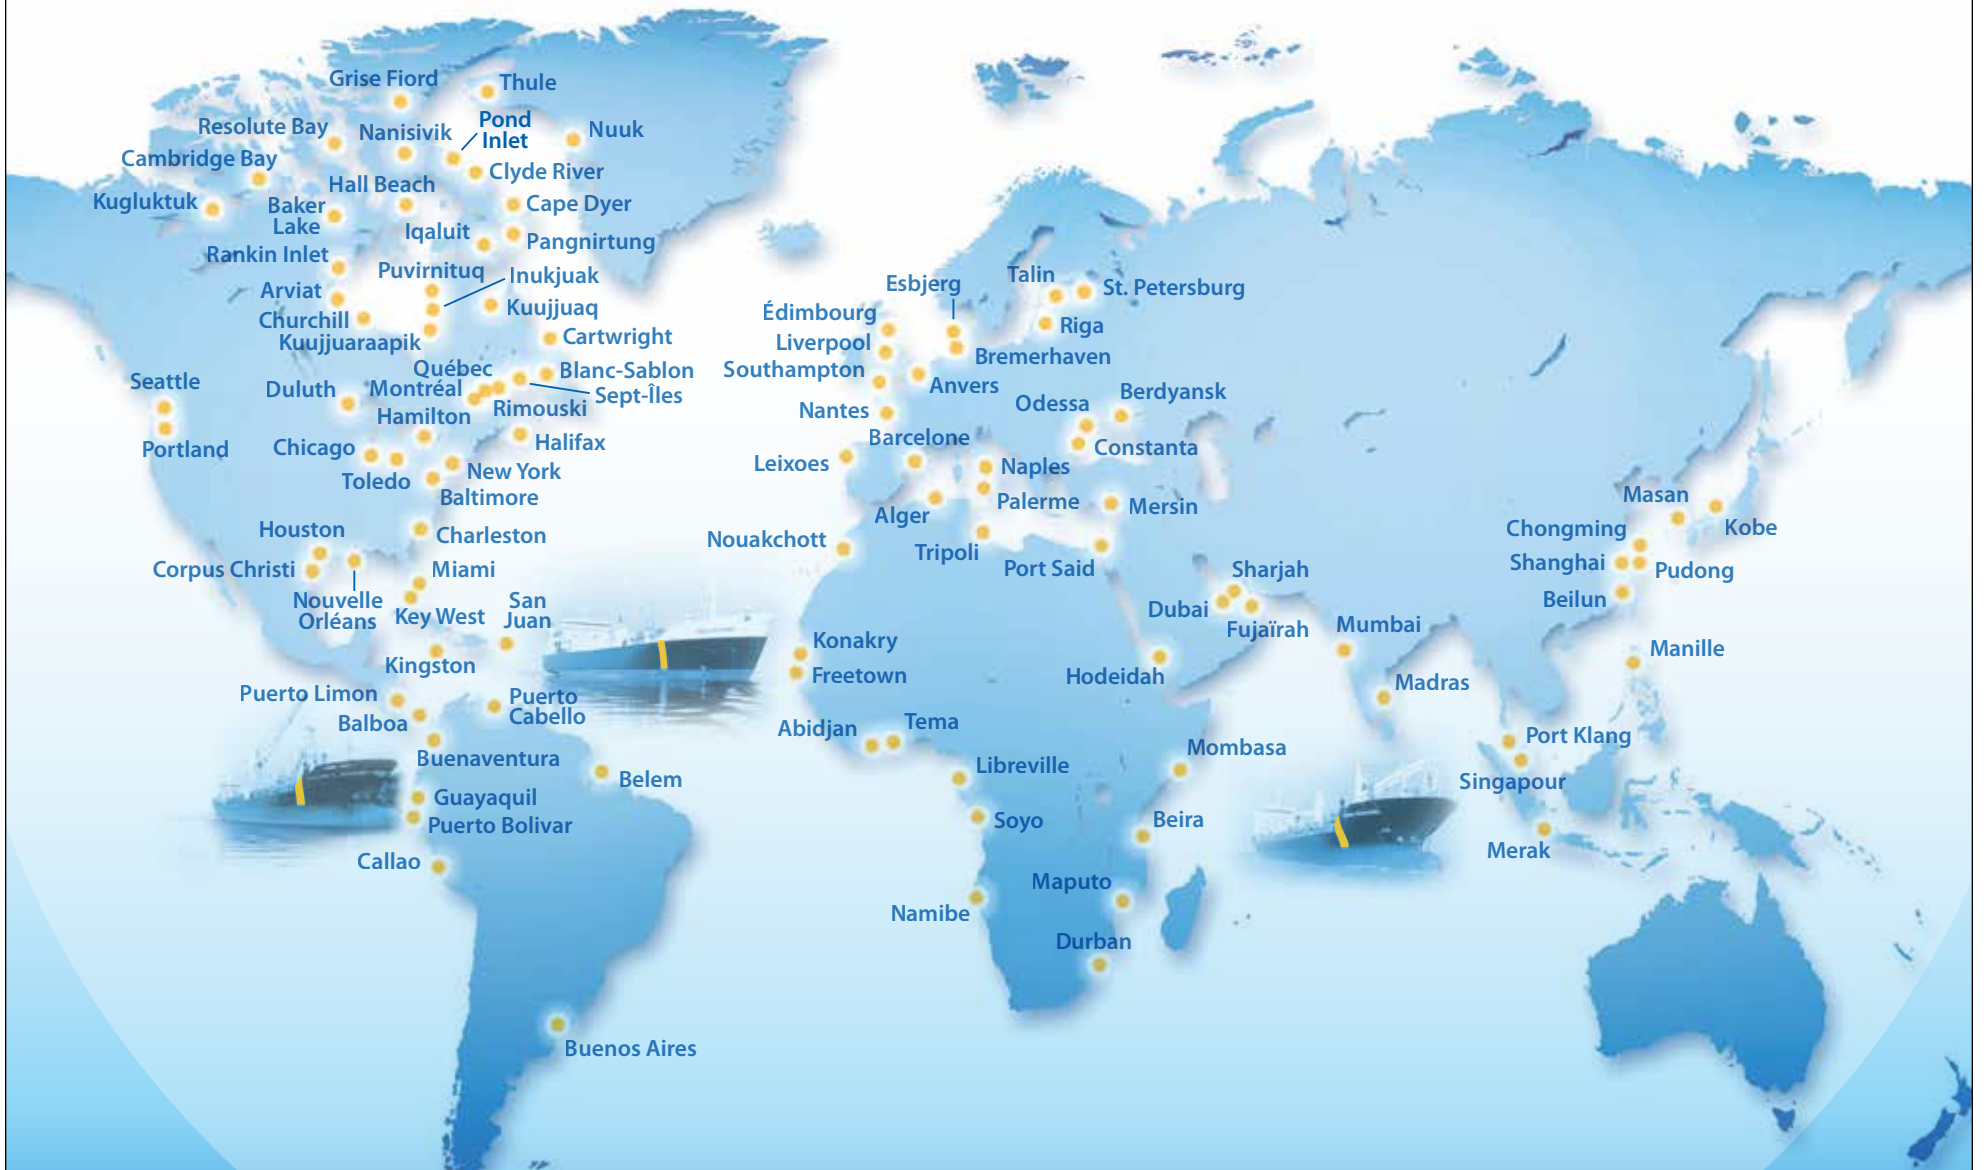 Grise Fiord
Thule
Pond
Inlet
Resolute Bay
Nanisivik
Nuuk
Cambridge Bay
Clyde River
Hall Beach
Kugluktuk
Baker
Lake
Cape Dyer
Iqaluit
Pangnirtung
Rankin Inlet
Puvirnituq
Inukjuak
Arviat
Kuujjuaq
Churchill
Kuujjuaraapik
Cartwright
Québec
Blanc-Sablon
Seattle
Duluth
Montréal
Sept-Îles
Hamilton
Rimouski
Portland
Chicago
Halifax
Toledo
New York
Baltimore
Houston
Charleston
Corpus Christi
Miami
Nouvelle
Orléans
Key West
San
Juan
Kingston
Puerto Limon
Puerto
Cabello
Balboa
Buenaventura
Belem
Guayaquil
Puerto Bolivar
Callao
Buenos Aires
Esbjerg
Talin
St. Petersburg
Édimbourg
Riga
Liverpool
Bremerhaven
Southampton
Anvers
Berdyansk
Nantes
Odessa
Barcelone
Constanta
Leixoes
Naples
Palerme
Mersin
Alger
Nouakchott
Tripoli
Port Said
Sharjah
Dubai
Fujaïrah
Mumbai
Konakry
Freetown
Hodeidah
Madras
Abidjan
Tema
Mombasa
Libreville
Soyo
Beira
Maputo
Namibe
Durban
Masan
Chongming
Kobe
Shanghai
Pudong
Beilun
Manille
Port Klang
Singapour
Merak